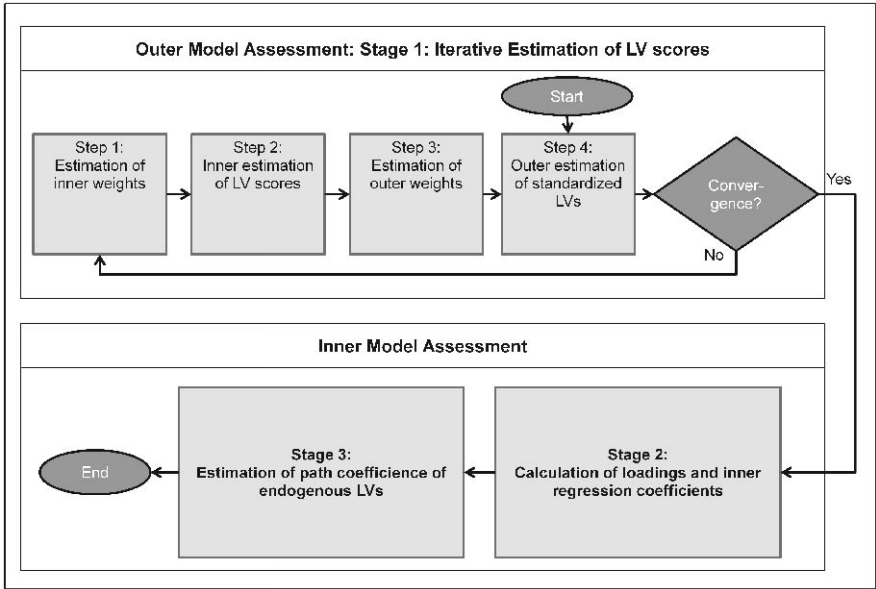 Outer Model Assessment: Stage 1: Iterative Estimation of LV scores
Start
Step 1:
Estimation of
inner weights
Step 2:
Inner estimation
of LV scores
Step 3:
Estimation of
outer weights
Step 4:
Outer estimation
of standardized
LVs
Conver-
gence?
Yes
No
Inner Model Assessment
End
Stage 3:
Estimation of path coefficience of
endogenous LVs
Stage 2:
Calculation of loadings and inner
regression coefficients